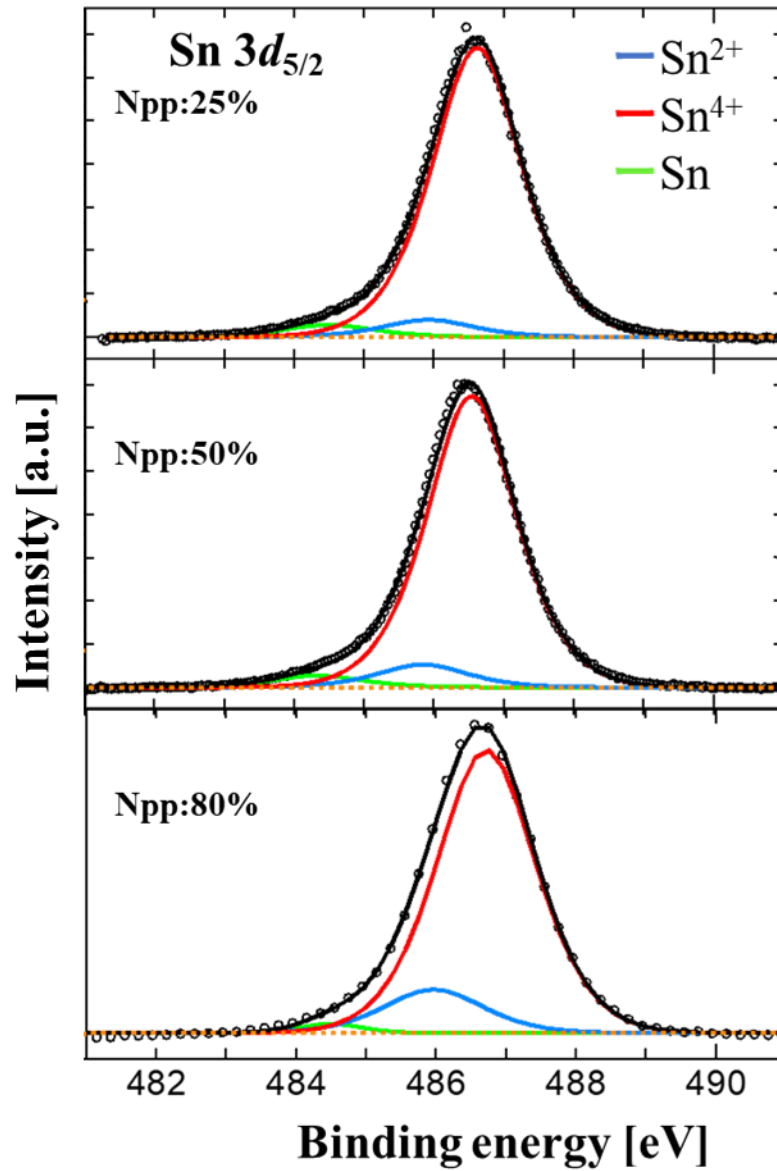 Sn 3d5/2
Npp:25%
Sn2+
Sn4+
Sn
Npp:50%
Npp:80%
Intensity [a.u.]
482 484 486 488 490
Binding energy [eV]